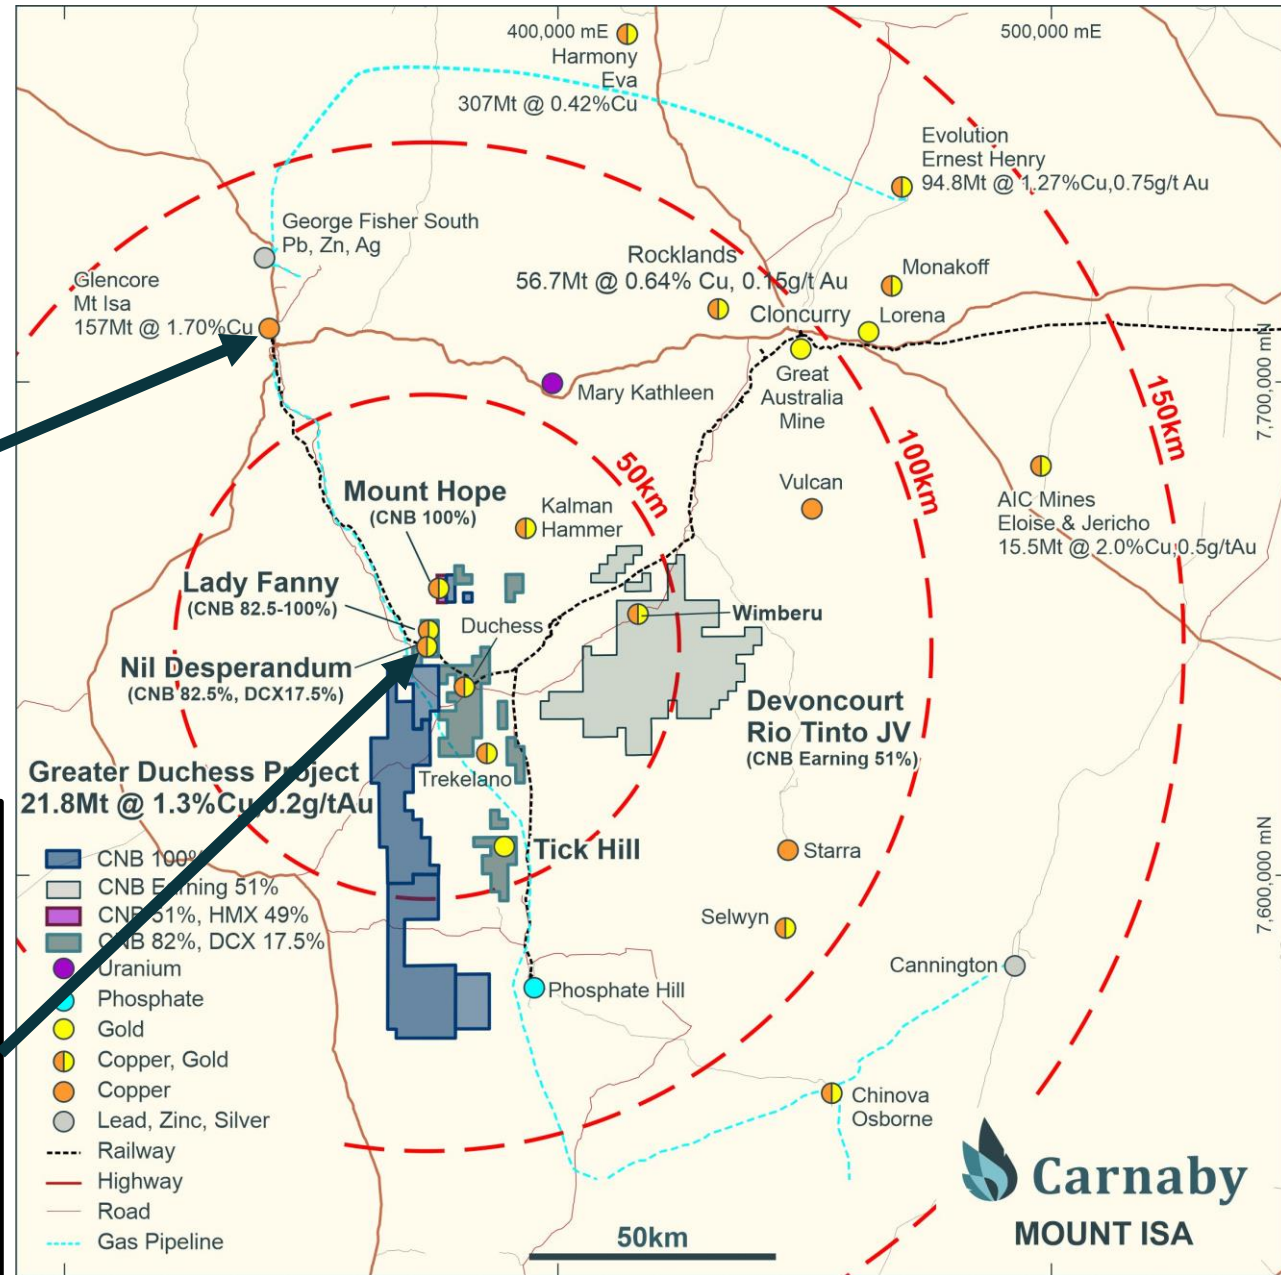 400,000 mE
500,000 mE
Harmony
Eva
307Mt @ 0.42%Cu
Evolution
Ernest Henry
94.8Mt @ 1.27%Cu,0.75g/t Au
George Fisher South
Pb, Zn, Ag
Glencore
Mt Isa
157Mt @ 1.70%Cu
Rocklands
56.7Mt @ 0.64% Cu, 0.15g/t Au
Monakoff
Cloncurry
Lorena
Great
Australia
Mine
Mary Kathleen
7,700,000 mN
150km
100km
50km
Mount Hope
(CNB 100%)
Kalman
Hammer
Vulcan
AIC Mines
Eloise & Jericho
15.5Mt @ 2.0%Cu,0.5g/tAu
Lady Fanny
(CNB 82.5-100%)
Duchess
Wimberu
Nil Desperandum
(CNB 82.5%, DCX17.5%)
Devoncourt
Rio Tinto JV
(CNB Earning 51%)
Greater Duchess Project
21.8Mt @ 1.3%Cu,0.2g/tAu
Trekelano
Tick Hill
Starra
7,600,000 mN
Selwyn
Cannington
Phosphate Hill
Chinova
Osborne
CNB 100%
CNB Earning 51%
CNB 51%, HMX 49%
CNB 82%, DCX 17.5%
Uranium
Phosphate
Gold
Copper, Gold
Copper
Lead, Zinc, Silver
Railway
Highway
Road
Gas Pipeline
50km
Carnaby
MOUNT ISA